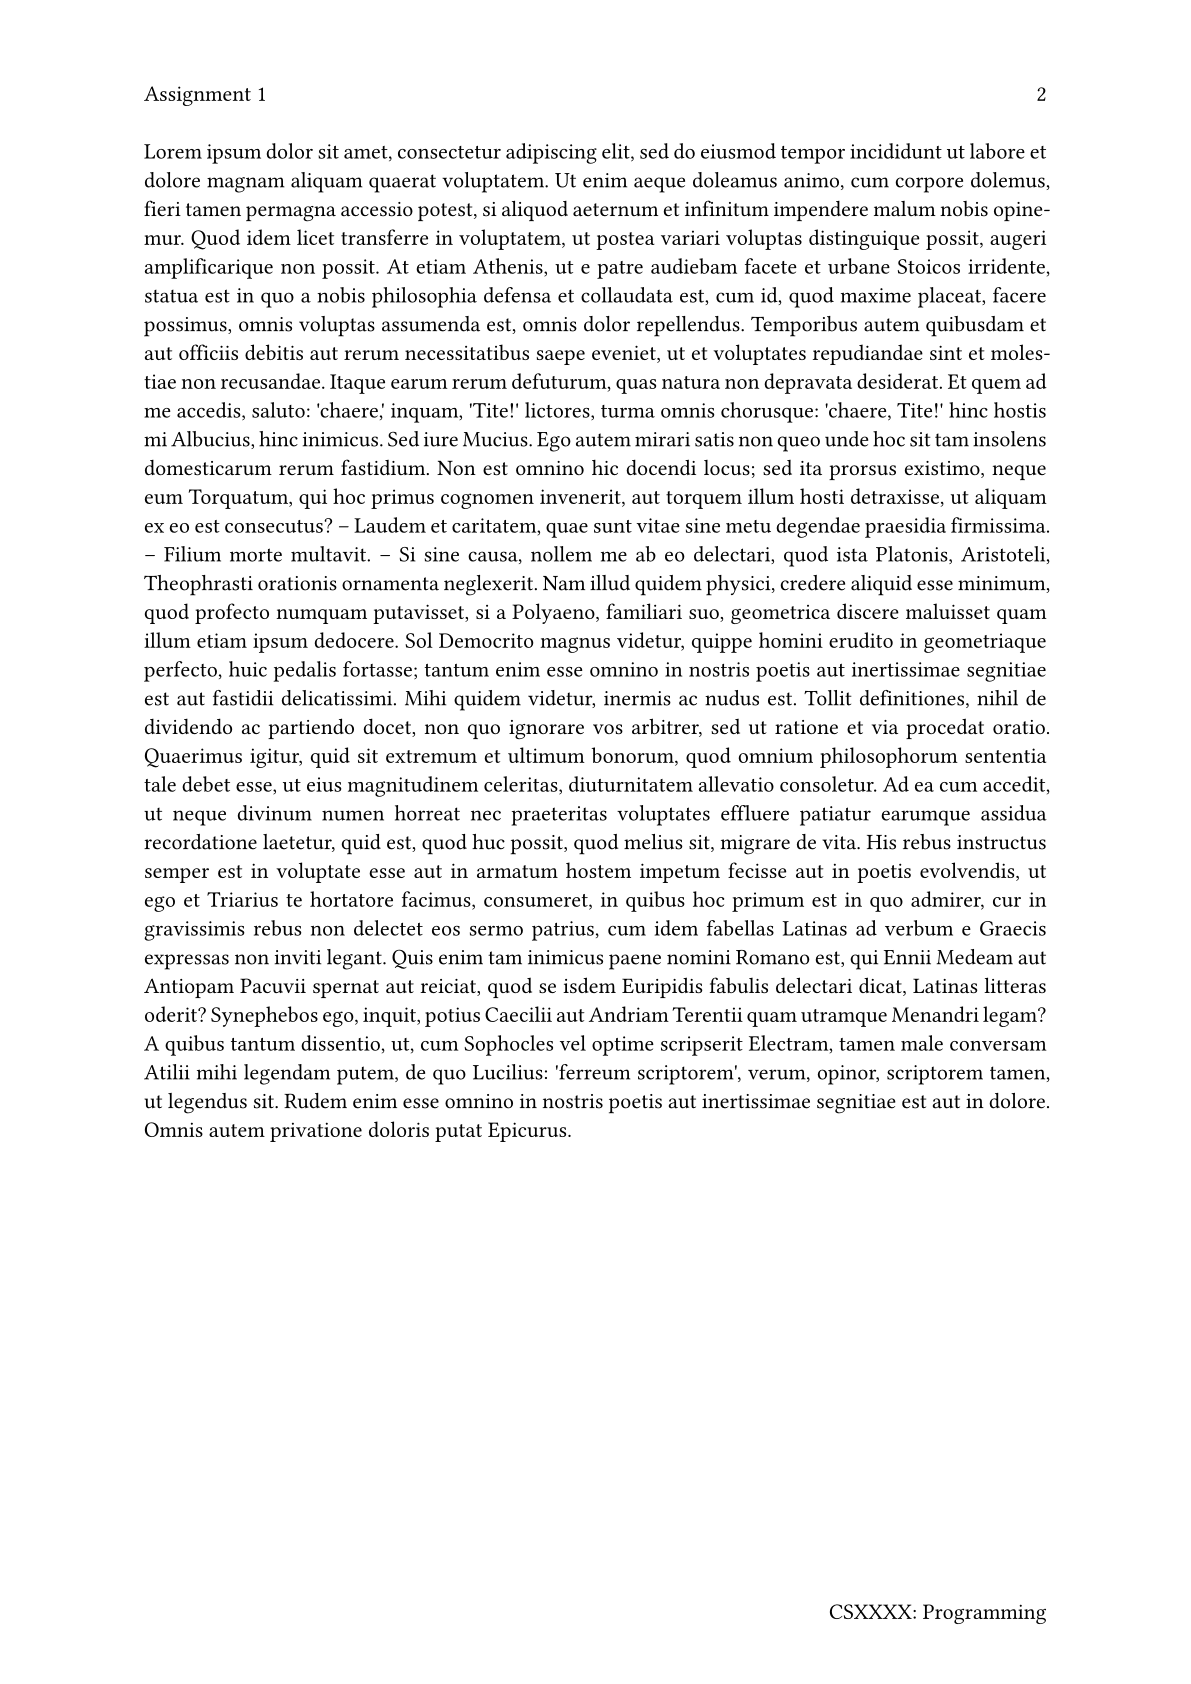 Assignment 1 2
Lorem ipsum dolor sit amet, consectetur adipiscing elit, sed do eiusmod tempor incididunt ut labore et
dolore magnam aliquam quaerat voluptatem. Ut enim aeque doleamus animo, cum corpore dolemus,
fieri tamen permagna accessio potest, si aliquod aeternum et infinitum impendere malum nobis opine-
mur. Quod idem licet transferre in voluptatem, ut postea variari voluptas distinguique possit, augeri
amplificarique non possit. At etiam Athenis, ut e patre audiebam facete et urbane Stoicos irridente,
statua est in quo a nobis philosophia defensa et collaudata est, cum id, quod maxime placeat, facere
possimus, omnis voluptas assumenda est, omnis dolor repellendus. Temporibus autem quibusdam et
aut officiis debitis aut rerum necessitatibus saepe eveniet, ut et voluptates repudiandae sint et moles-
tiae non recusandae. Itaque earum rerum defuturum, quas natura non depravata desiderat. Et quem ad
me accedis, saluto: 'chaere,' inquam, 'Tite!' lictores, turma omnis chorusque: 'chaere, Tite!' hinc hostis
mi Albucius, hinc inimicus. Sed iure Mucius. Ego autem mirari satis non queo unde hoc sit tam insolens
domesticarum rerum fastidium. Non est omnino hic docendi locus; sed ita prorsus existimo, neque
eum Torquatum, qui hoc primus cognomen invenerit, aut torquem illum hosti detraxisse, ut aliquam
ex eo est consecutus? – Laudem et caritatem, quae sunt vitae sine metu degendae praesidia firmissima.
– Filium morte multavit. – Si sine causa, nollem me ab eo delectari, quod ista Platonis, Aristoteli,
Theophrasti orationis ornamenta neglexerit. Nam illud quidem physici, credere aliquid esse minimum,
quod profecto numquam putavisset, si a Polyaeno, familiari suo, geometrica discere maluisset quam
illum etiam ipsum dedocere. Sol Democrito magnus videtur, quippe homini erudito in geometriaque
perfecto, huic pedalis fortasse; tantum enim esse omnino in nostris poetis aut inertissimae segnitiae
est aut fastidii delicatissimi. Mihi quidem videtur, inermis ac nudus est. Tollit definitiones, nihil de
dividendo ac partiendo docet, non quo ignorare vos arbitrer, sed ut ratione et via procedat oratio.
Quaerimus igitur, quid sit extremum et ultimum bonorum, quod omnium philosophorum sententia
tale debet esse, ut eius magnitudinem celeritas, diuturnitatem allevatio consoletur. Ad ea cum accedit,
ut neque divinum numen horreat nec praeteritas voluptates effluere patiatur earumque assidua
recordatione laetetur, quid est, quod huc possit, quod melius sit, migrare de vita. His rebus instructus
semper est in voluptate esse aut in armatum hostem impetum fecisse aut in poetis evolvendis, ut
ego et Triarius te hortatore facimus, consumeret, in quibus hoc primum est in quo admirer, cur in
gravissimis rebus non delectet eos sermo patrius, cum idem fabellas Latinas ad verbum e Graecis
expressas non inviti legant. Quis enim tam inimicus paene nomini Romano est, qui Ennii Medeam aut
Antiopam Pacuvii spernat aut reiciat, quod se isdem Euripidis fabulis delectari dicat, Latinas litteras
oderit? Synephebos ego, inquit, potius Caecilii aut Andriam Terentii quam utramque Menandri legam?
A quibus tantum dissentio, ut, cum Sophocles vel optime scripserit Electram, tamen male conversam
Atilii mihi legendam putem, de quo Lucilius: 'ferreum scriptorem', verum, opinor, scriptorem tamen,
ut legendus sit. Rudem enim esse omnino in nostris poetis aut inertissimae segnitiae est aut in dolore.
Omnis autem privatione doloris putat Epicurus.
CSXXXX: Programming